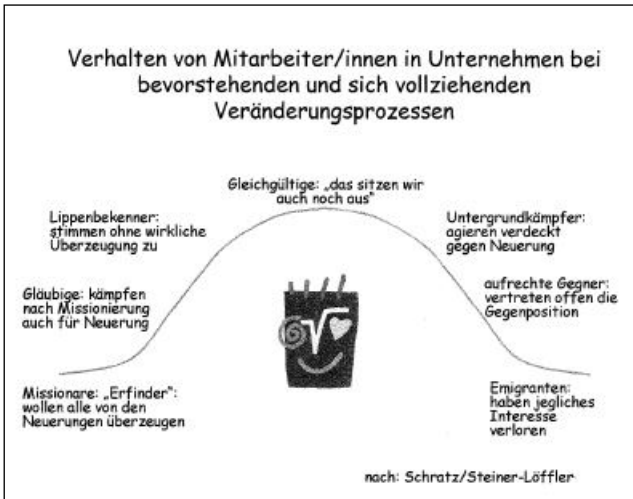 Verhalten von Mitarbeiter/innen in Unternehmen bei
bevorstehenden und sich vollziehenden
Veränderungsprozessen
Gleichgültige: „das sitzen wir
auch noch aus“
Lippenbekenner:
stimmen ohne wirkliche
Überzeugung zu
Untergrundkämpfer:
agieren verdeckt
gegen Neuerung
Gläubige: kämpfen
nach Missionierung
auch für Neuerung
aufrechte Gegner:
vertreten offen die
Gegenposition
Missionare: „Erfinder“:
wollen alle von den
Neuerungen überzeugen
Emigranten:
haben jegliches
Interesse
verloren
nach: Schratz/Steiner-Löffler